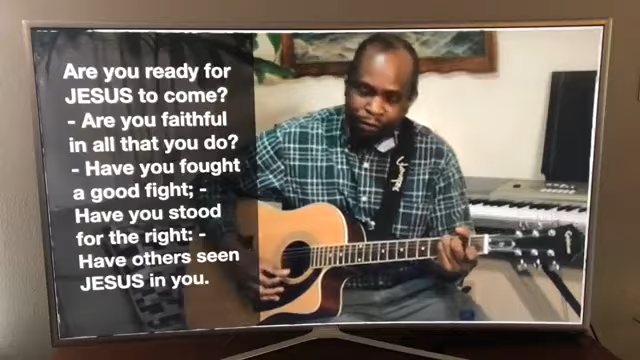 Are you ready for
JESUS to come?
- Are you faithful
in all that you do?
- Have you fought
a good fight; -
Have you stood
for the right: -
Have others seen
JESUS in you.